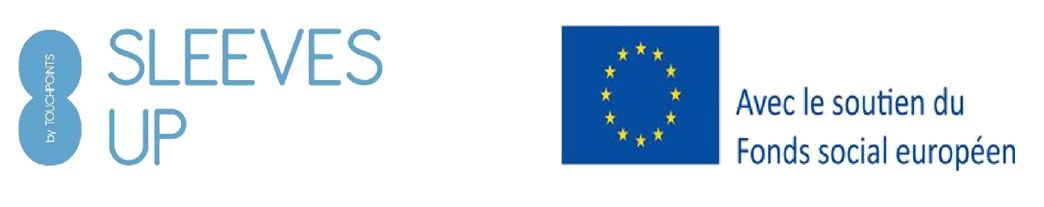 by TOUCHPOINTS
SLEEVES
UP
Avec le soutien du
Fonds social européen